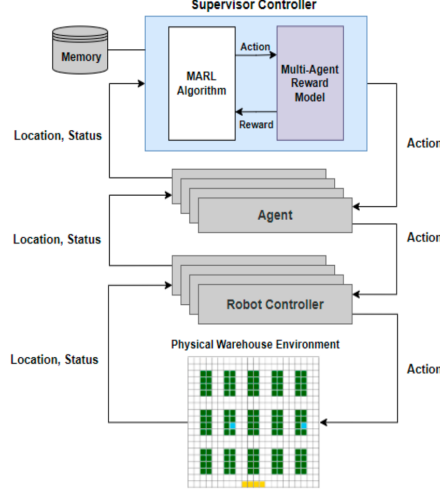 Supervisor Controller
Memory
MARL
Algorithm
Action
Reward
Multi-Agent
Reward
Model
Location, Status
Action
Agent
Location, Status
Action
Robot Controller
Physical Warehouse Environment
Location, Status
Action